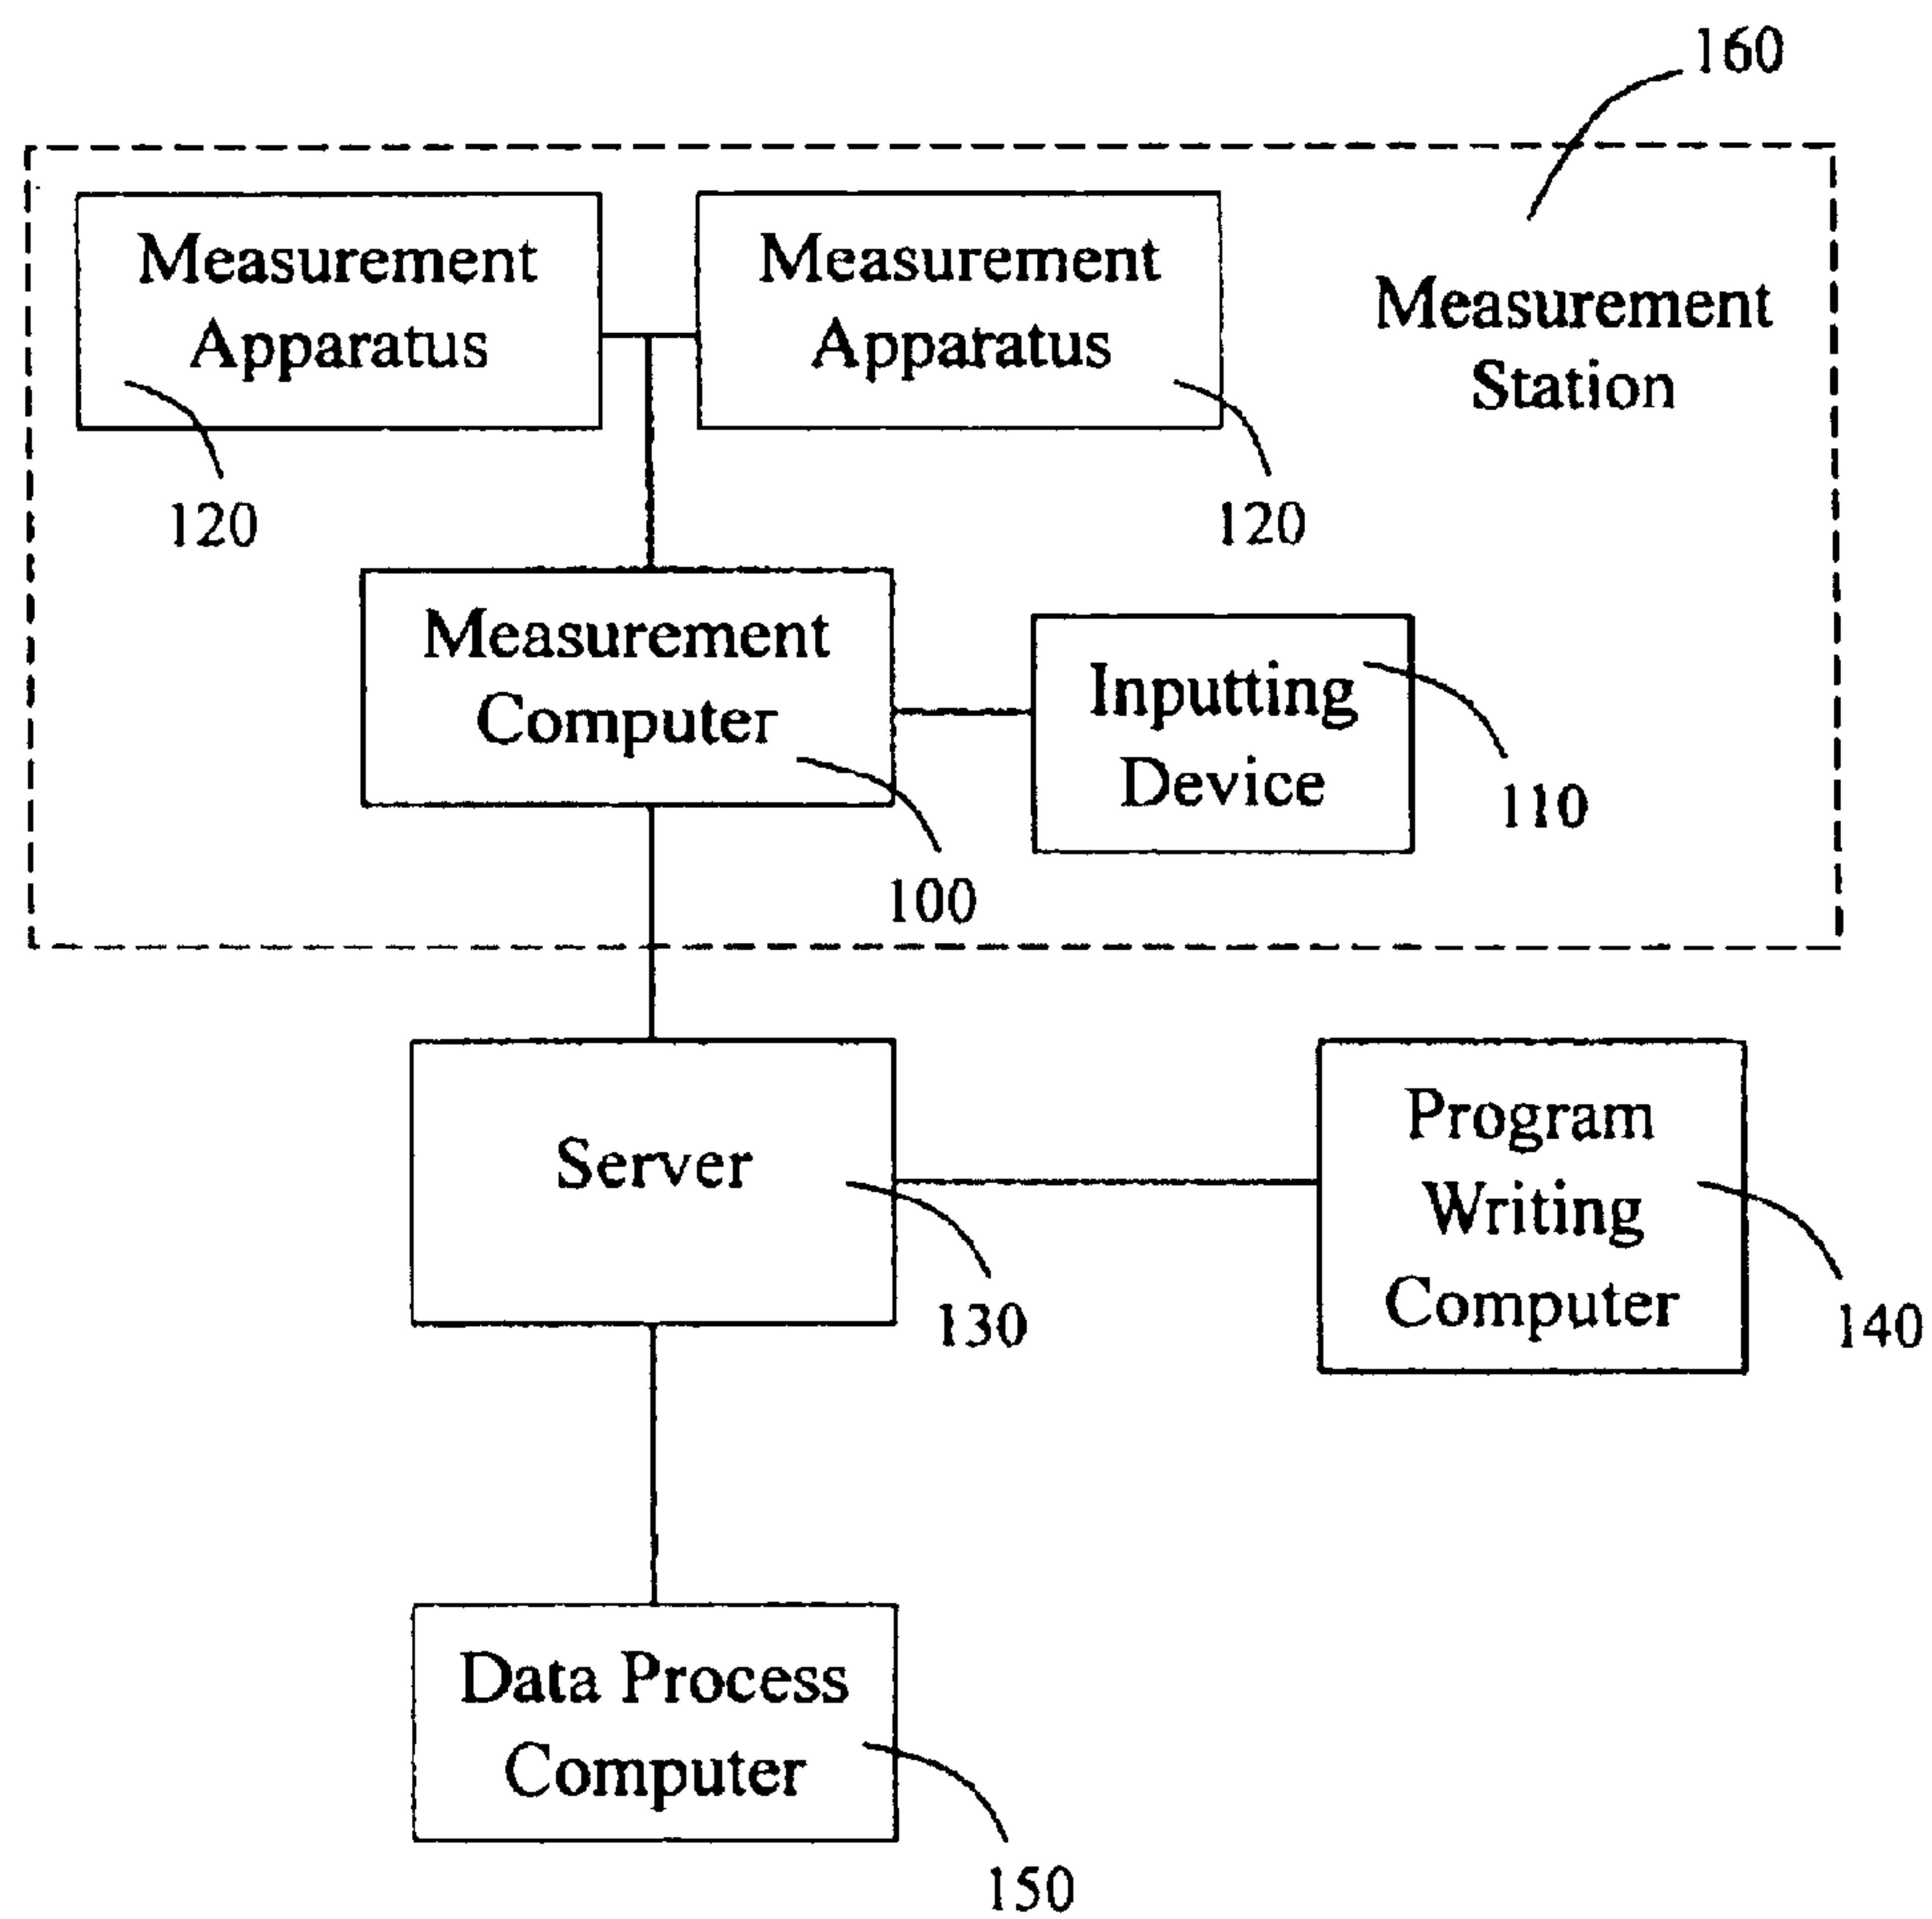 160
Measurement
Apparatus
120
Measurement
Apparatus
120
Measurement
Station
Measurement
Computer
100
Inputting
Device
110
Server
130
Program
Writing
Computer
140
Data Process
Computer
150